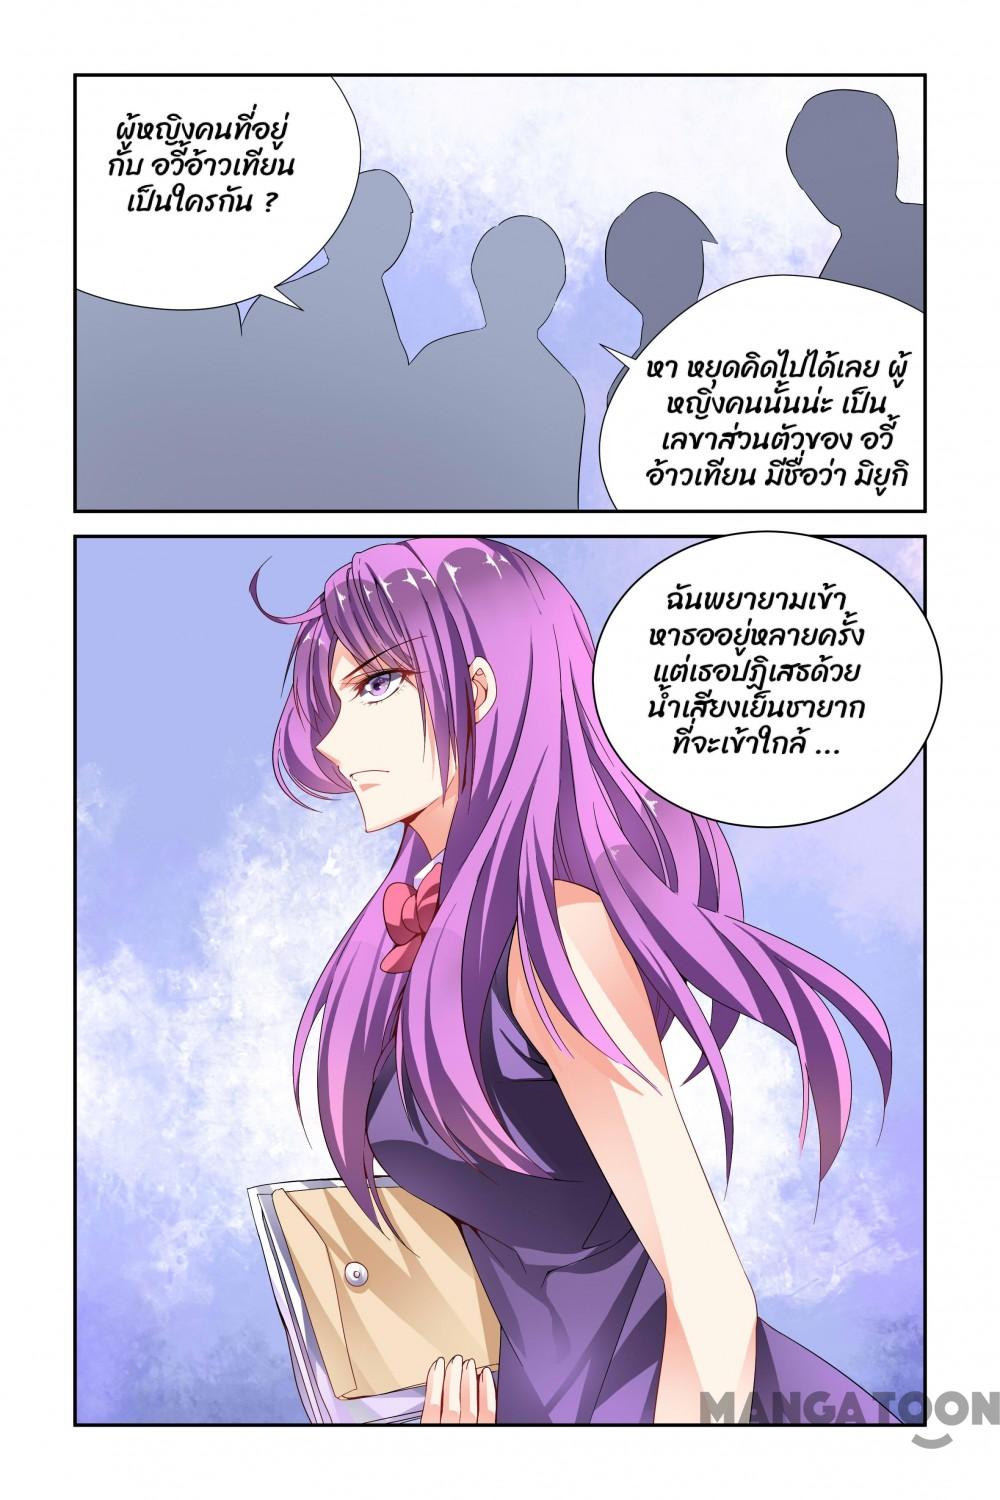 ผู้หญิงคนที่อยู่
กับ อวี้อ้าวเทียน
เป็นใครกัน ?
หา หยุดคิดไปได้เลย ผู้
หญิงคนนั้นน่ะ เป็น
เลขาส่วนตัวของ อวี้
อ้าวเทียน มีชื่อว่า มิยูกิ
ฉันพยายามเข้า
หาธออยู่หลายครั้ง
แต่เธอปฏิเสธด้วย
น้ำเสียงเย็นชายาก
ที่จะเข้าใกล้ ...
MANGATOON